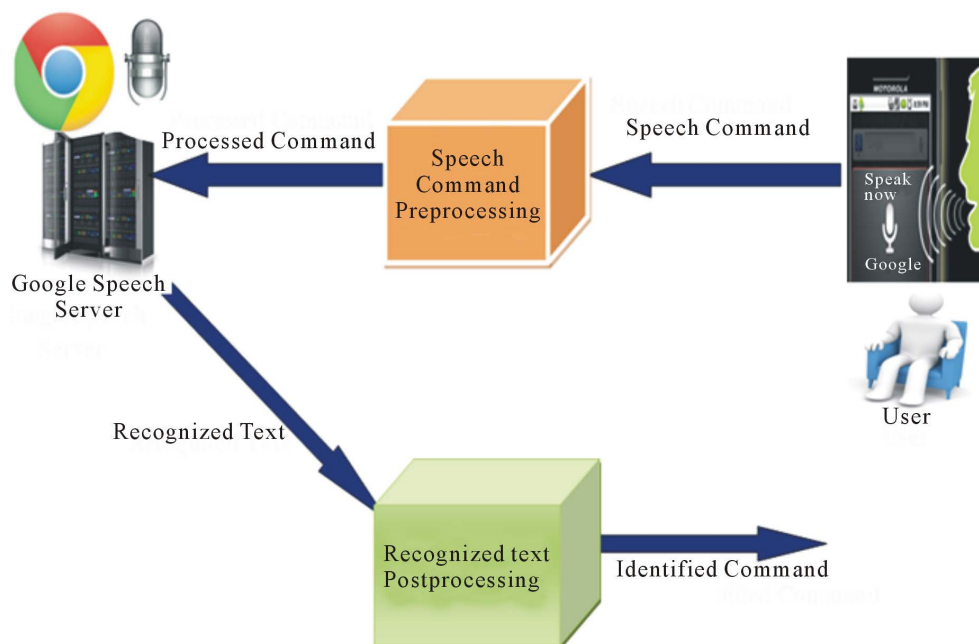 MOTOROLA
Processed Command
Speech Command
Speech
Command
Preprocessing
Speak
now
Google
Google Speech
Server
User
Recognized Text
Recognized text
Postprocessing
Identified Command